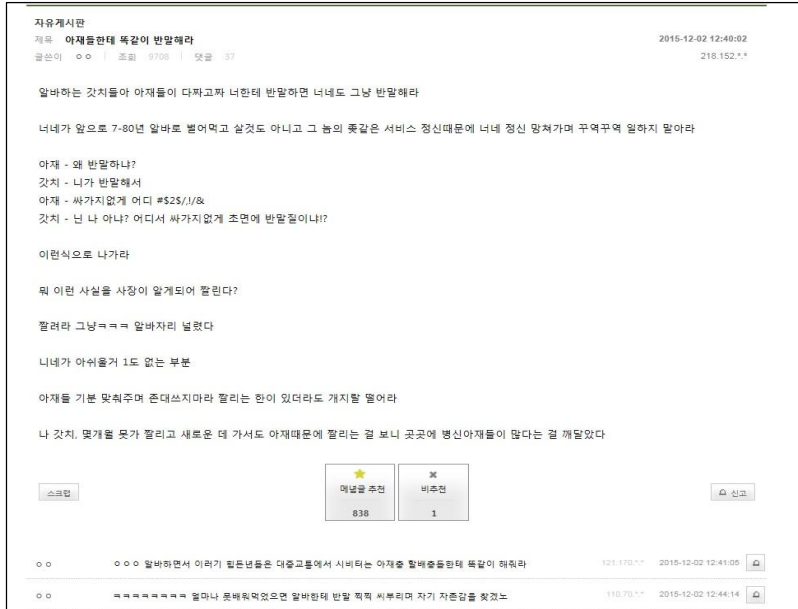 자유게시판
제목 아재들한테 똑같이 반말해라 2015-12-02 12:40:02
글쓴이 ㅇㅇ 조회 9708 댓글 37 218.152.*.*
알바하는 갓치들아 아재들이 다짜고짜 너한테 반말하면 너네도 그냥 반말해라
너네가 앞으로 7-80년 알바로 벌어먹고 살것도 아니고 그 놈의 좆같은 서비스 정신때문에 너네 정신 망쳐가며 꾸역꾸역 일하지 말아라
아재 - 왜 반말하냐?
갓치 - 니가 반말해서
아재 - 싸가지없게 어디 #$2$/,!/&
갓치 - 닌 나 아냐? 어디서 싸가지없게 초면에 반말질이냐!?
이런식으로 나가라
뭐 이런 사실을 사장이 알게되어 짤린다?
짤려라 그냥ㅋㅋㅋ 알바자리 널렸다
니네가 아쉬울거 1도 없는 부분
아재들 기분 맞춰주며 존대쓰지마라 짤리는 한이 있더라도 개지랄 떨어라
나 갓치, 몇개월 못가 짤리고 새로운 데 가서도 아재때문에 짤리는 걸 보니 곳곳에 병신아재들이 많다는 걸 깨달았다
스크랩 메념글 추천 838 비추천 1 신고
ㅇㅇ ㅇㅇㅇ 알바하면서 이러기 힘든년들은 대중교통에서 시비터는 아재충 할배충들한테 똑같이 해줘라 121.170.*.* 2015-12-02 12:41:05
ㅇㅇ ㅋㅋㅋㅋㅋㅋㅋㅋ 얼마나 못배워먹었으면 알바한테 반말 찍찍 씨부리며 자기 자존감을 찾겠노 110.70.*.* 2015-12-02 12:44:14